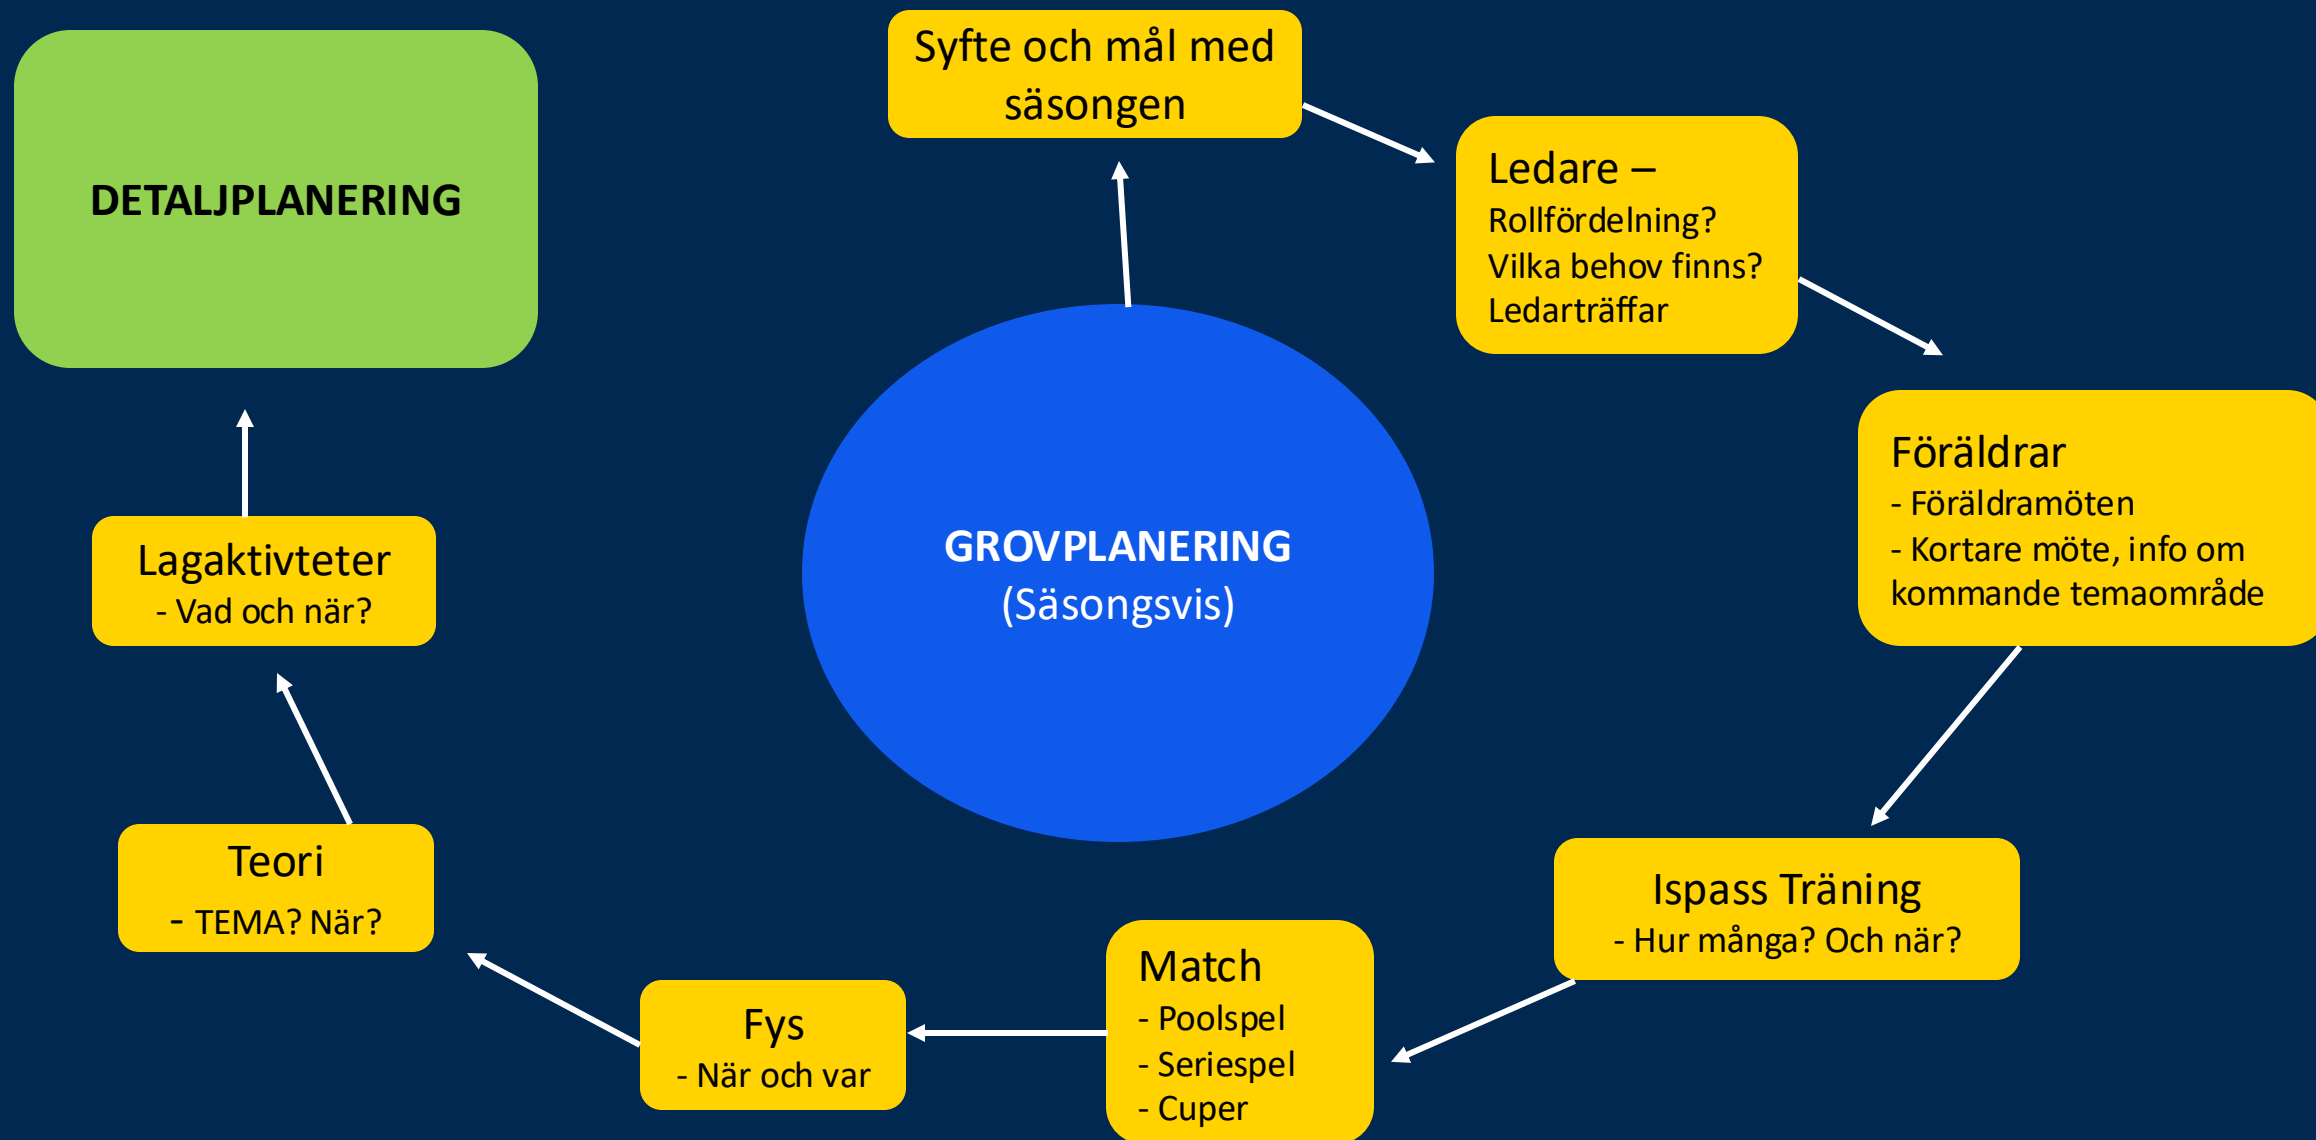 Syfte och mål med
säsongen
Ledare –
Rollfördelning?
Vilka behov finns?
Ledarträffar
Föräldrar
- Föräldramöten
- Kortare möte, info om
kommande temaområde
Ispass Träning
- Hur många? Och när?
Match
- Poolspel
- Seriespel
- Cuper
Fys
- När och var
Teori
- TEMA? När?
Lagaktivteter
- Vad och när?
DETALJPLANERING
GROVPLANERING
(Säsongsvis)